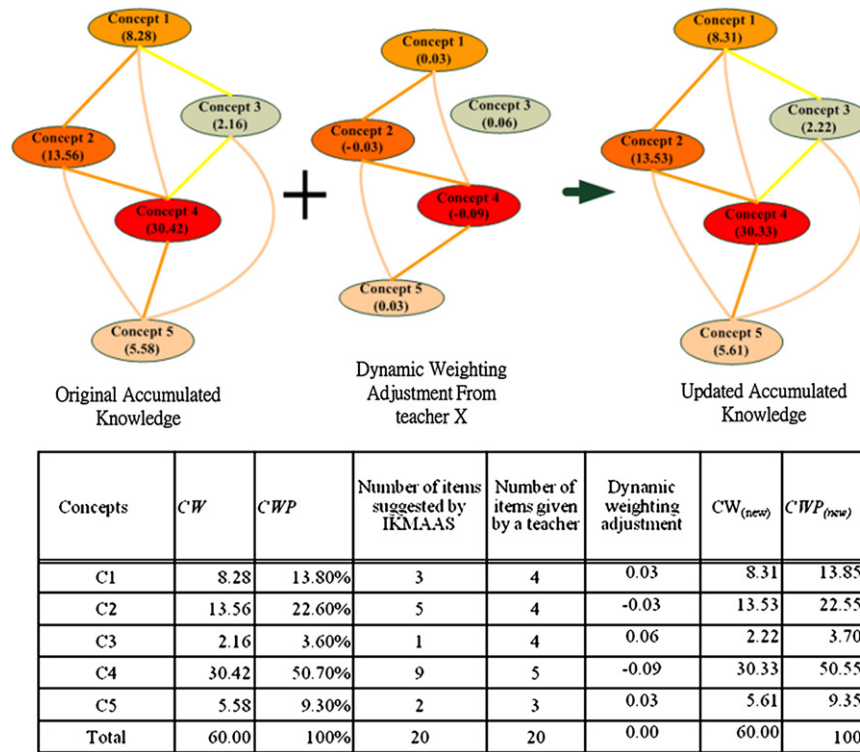 Concept 1
(8.28)
Concept 3
(2.16)
Concept 2
(13.56)
Concept 4
(30.42)
Concept 5
(5.58)
Original Accumulated
Knowledge
Concept 1
(0.03)
Concept 3
(0.06)
Concept 2
(-0.03)
Concept 4
(-0.09)
Concept 5
(0.03)
Dynamic Weighting
Adjustment From
teacher X
Concept 1
(8.31)
Concept 3
(2.22)
Concept 2
(13.53)
Concept 4
(30.33)
Concept 5
(5.61)
Updated Accumulated
Knowledge
Concepts CW CWP Number of items suggested by IKMAAS Number of items given by a teacher Dynamic weighting adjustment CW(new) CWP(new)
C1 8.28 13.80% 3 4 0.03 8.31 13.85
C2 13.56 22.60% 5 4 -0.03 13.53 22.55
C3 2.16 3.60% 1 4 0.06 2.22 3.70
C4 30.42 50.70% 9 5 -0.09 30.33 50.55
C5 5.58 9.30% 2 3 0.03 5.61 9.35
Total 60.00 100% 20 20 0.00 60.00 100